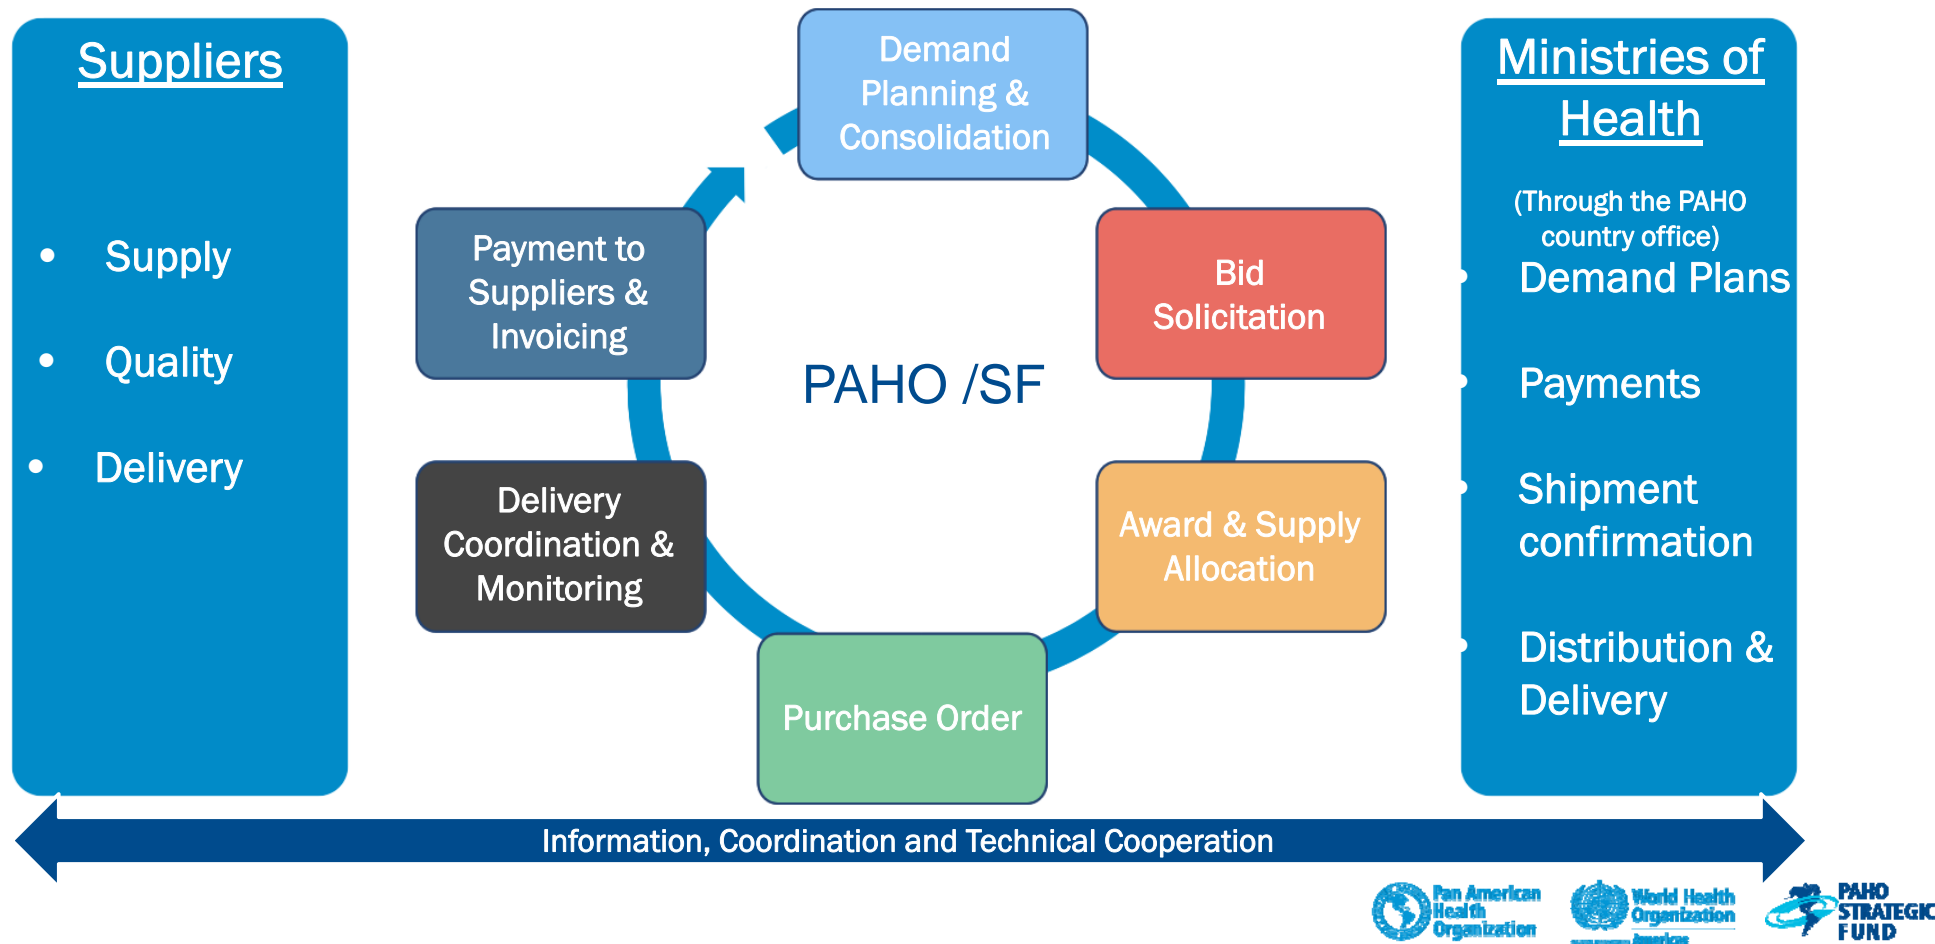 Suppliers
• Supply
• Quality
• Delivery
Demand
Planning &
Consolidation
Bid
Solicitation
Award & Supply
Allocation
Purchase Order
Delivery
Coordination &
Monitoring
Payment to
Suppliers &
Invoicing
PAHO /SF
Ministries of
Health
(Through the PAHO
country office)
• Demand Plans
• Payments
• Shipment
confirmation
• Distribution &
Delivery
Information, Coordination and Technical Cooperation
Pan American
Health
Organization
World Health
Organization
Americas
PAHO
STRATEGIC
FUND